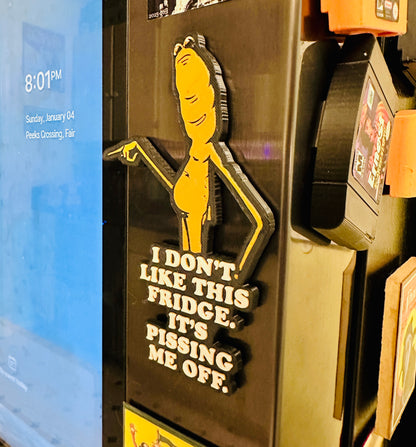 8:01PM
Sunday, January 04
Peeks Crossing, Fair
I DON'T
LIKE THIS
FRIDGE.
IT'S
PISSING
ME OFF.